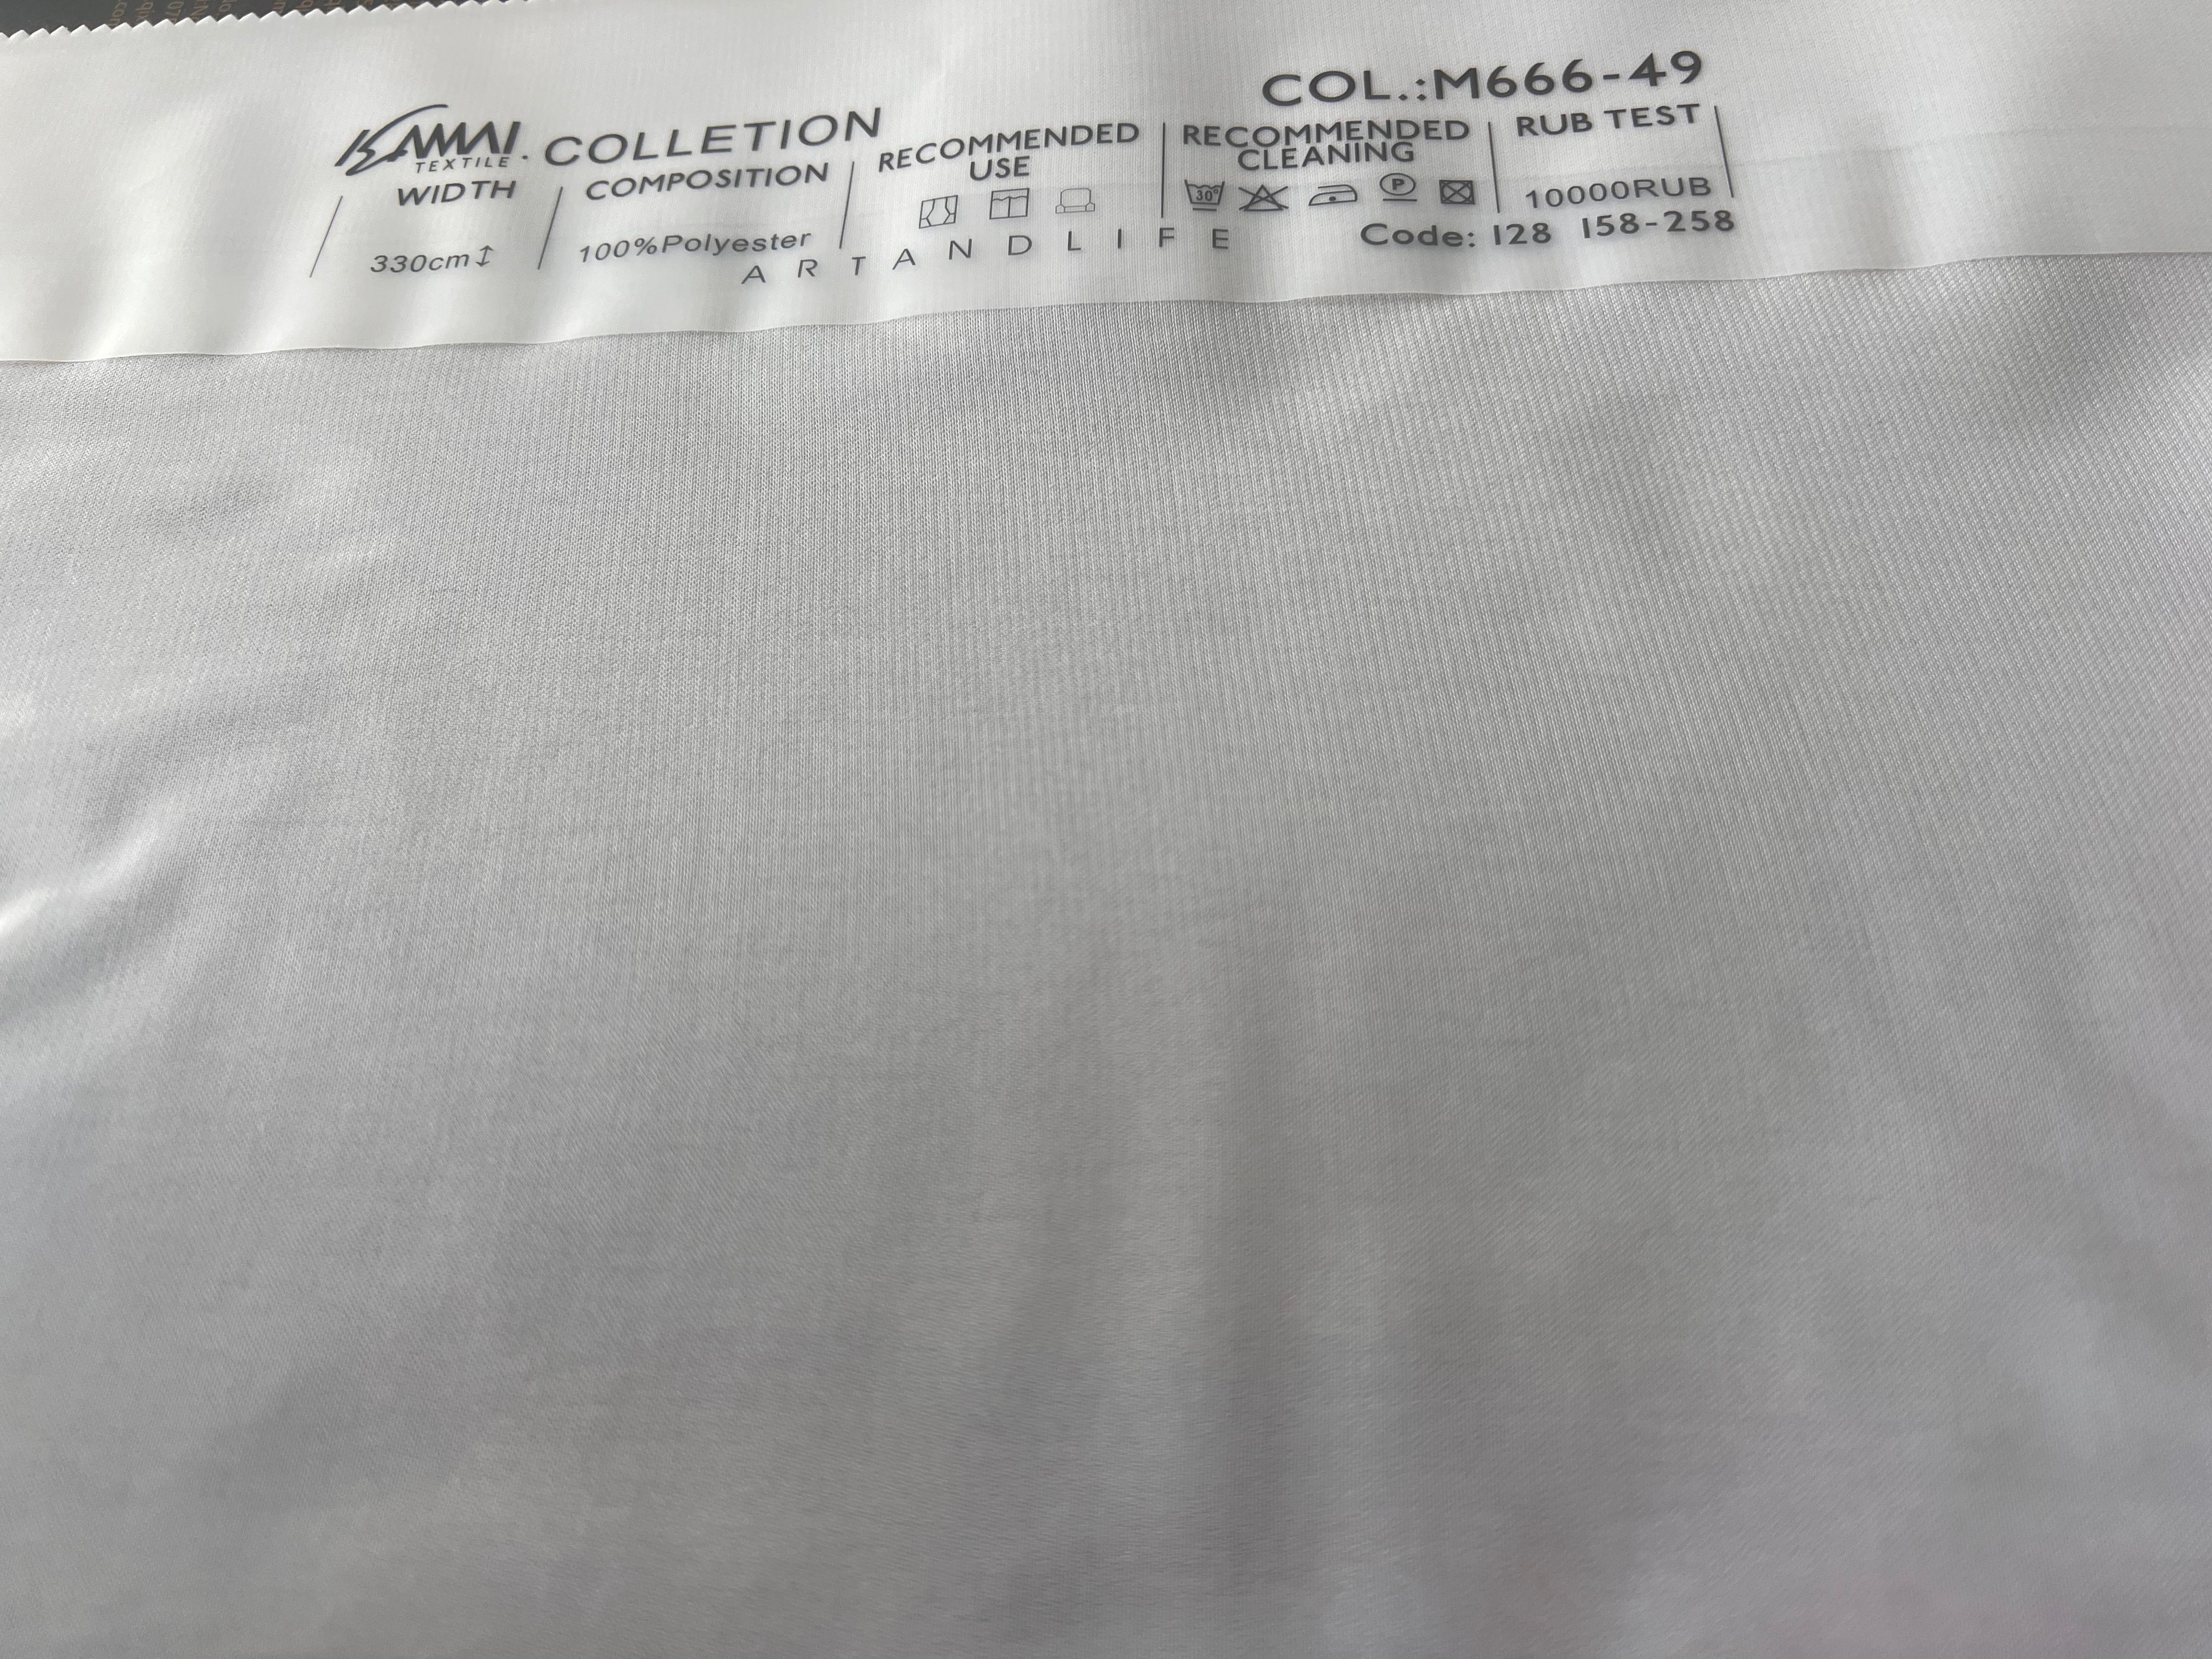 COL.:M666-49
KAMAI TEXTILE. COLLETION
WIDTH
330cm↕
COMPOSITION
100%Polyester
RECOMMENDED
USE
RECOMMENDED
CLEANING
30°
P
RUB TEST
10000RUB
Code: 128 158-258
ARTANDLIFE